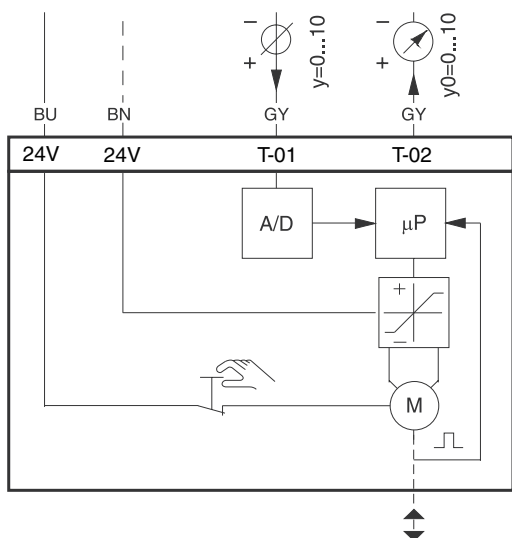 − −
y=0...10
y0=0...10
+ +
BU BN GY GY
24V 24V T-01 T-02
A/D µP
+
−
M